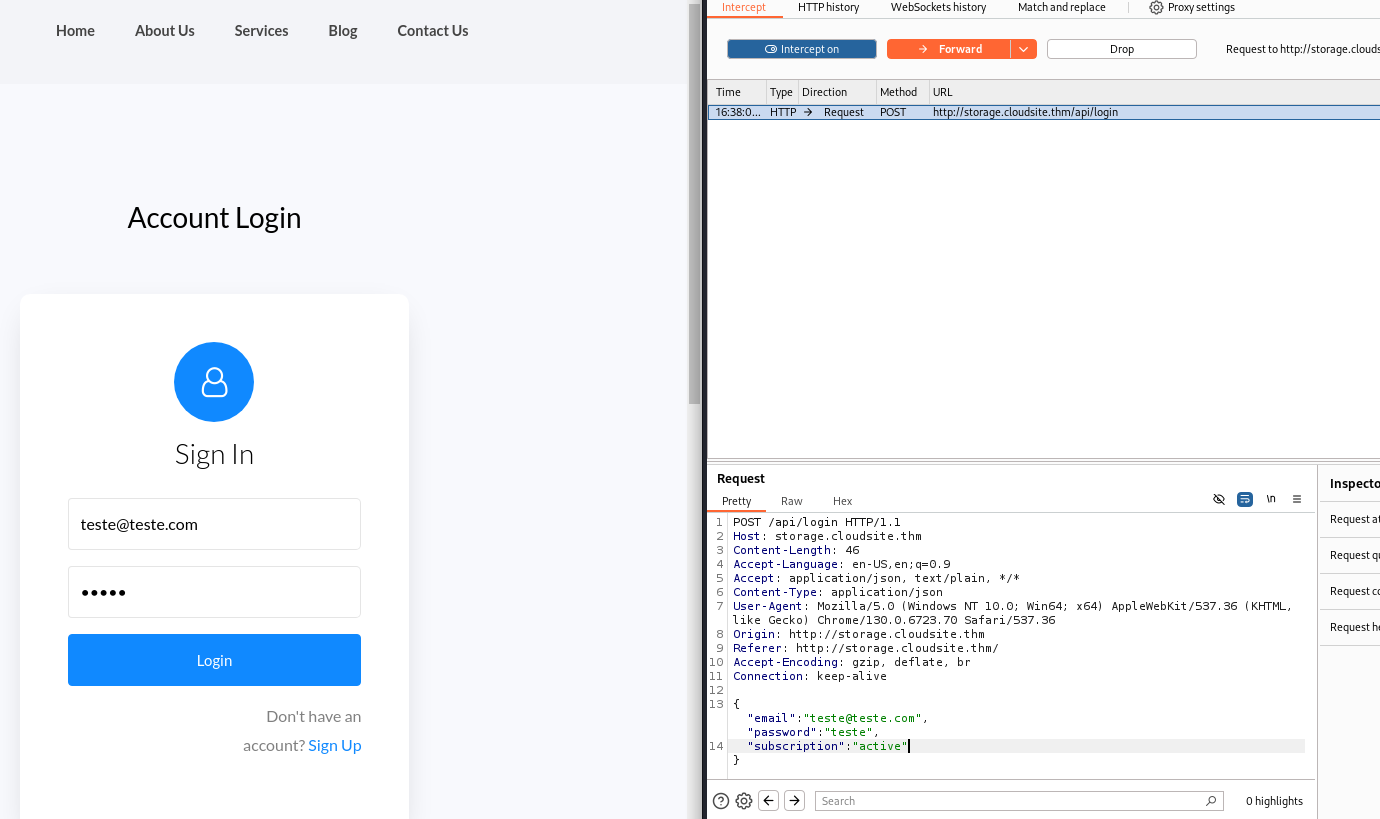 Home About Us Services Blog Contact Us
Account Login
Sign In
teste@teste.com
•••••
Login
Don't have an
account? Sign Up
Intercept HTTP history WebSockets history Match and replace Proxy settings
Intercept on Forward Drop Request to http://storage.clouds
Time Type Direction Method URL
16:38:0... HTTP → Request POST http://storage.cloudsite.thm/api/login
Request
Pretty Raw Hex \n
1 POST /api/login HTTP/1.1
2 Host: storage.cloudsite.thm
3 Content-Length: 46
4 Accept-Language: en-US,en;q=0.9
5 Accept: application/json, text/plain, */*
6 Content-Type: application/json
7 User-Agent: Mozilla/5.0 (Windows NT 10.0; Win64; x64) AppleWebKit/537.36 (KHTML,
like Gecko) Chrome/130.0.6723.70 Safari/537.36
8 Origin: http://storage.cloudsite.thm
9 Referer: http://storage.cloudsite.thm/
10 Accept-Encoding: gzip, deflate, br
11 Connection: keep-alive
12
13 {
"email":"teste@teste.com",
"password":"teste",
14 "subscription":"active"
}
Search 0 highlights
Inspecto
Request at
Request qu
Request co
Request he